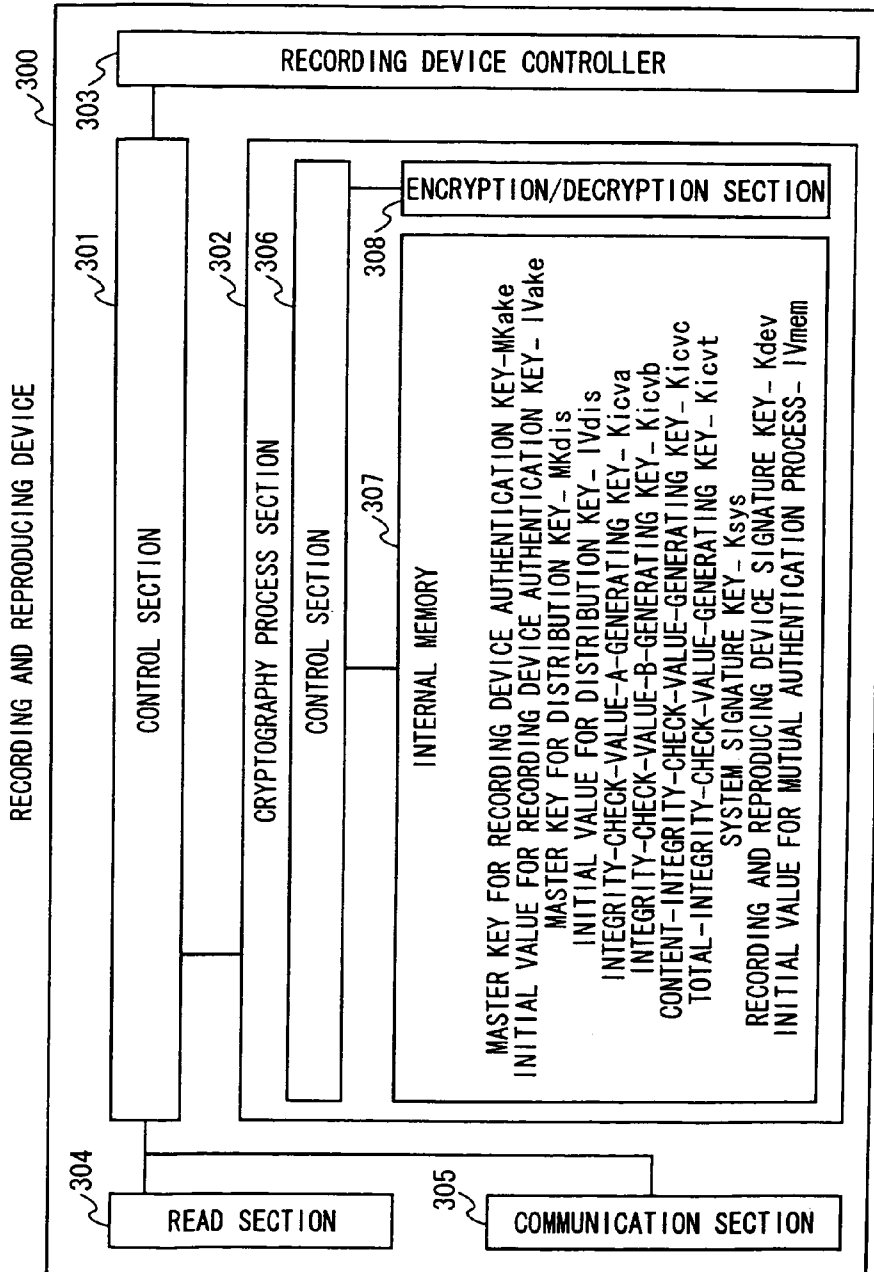 RECORDING AND REPRODUCING DEVICE
300
301
CONTROL SECTION
303
RECORDING DEVICE CONTROLLER
304
READ SECTION
305
COMMUNICATION SECTION
302
CRYPTOGRAPHY PROCESS SECTION
306
CONTROL SECTION
307
INTERNAL MEMORY
MASTER KEY FOR RECORDING DEVICE AUTHENTICATION KEY-MKake
INITIAL VALUE FOR RECORDING DEVICE AUTHENTICATION KEY- IVake
MASTER KEY FOR DISTRIBUTION KEY- MKdis
INITIAL VALUE FOR DISTRIBUTION KEY- IVdis
INTEGRITY-CHECK-VALUE-A-GENERATING KEY- Kicva
INTEGRITY-CHECK-VALUE-B-GENERATING KEY- Kicvb
CONTENT-INTEGRITY-CHECK-VALUE-GENERATING KEY- Kicvc
TOTAL-INTEGRITY-CHECK-VALUE-GENERATING KEY- Kicvt
SYSTEM SIGNATURE KEY- Ksys
RECORDING AND REPRODUCING DEVICE SIGNATURE KEY- Kdev
INITIAL VALUE FOR MUTUAL AUTHENTICATION PROCESS- IVmem
308
ENCRYPTION/DECRYPTION SECTION